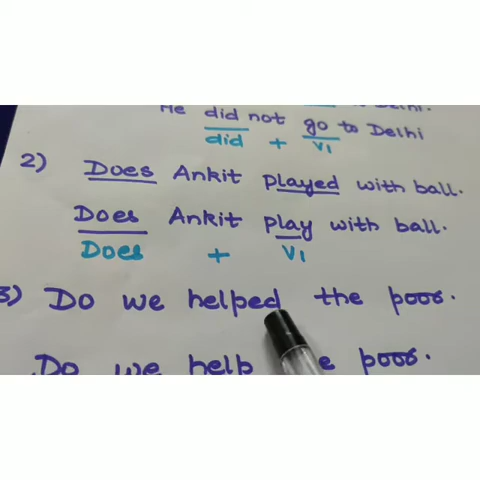 He did not go to Delhi
did + V1
2) Does Ankit played with ball.
Does Ankit play with ball.
Does + V1
3) Do we helped the poor.
Do we help e poor.